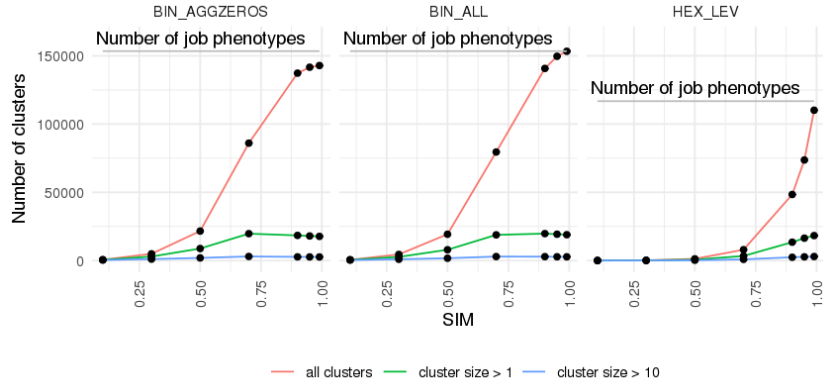 BIN_AGGZEROS BIN_ALL HEX_LEV
Number of job phenotypes Number of job phenotypes
Number of job phenotypes
150000
100000
50000
0
Number of clusters
0.25 0.50 0.75 1.00 0.25 0.50 0.75 1.00 0.25 0.50 0.75 1.00
SIM
all clusters cluster size > 1 cluster size > 10